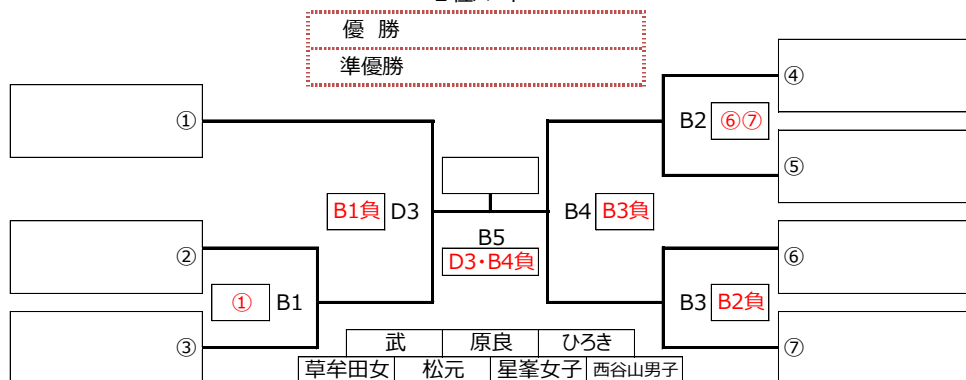 優 勝
準優勝
④
①
B2 ⑥⑦
⑤
B1負 D3
B4 B3負
B5
D3・B4負
②
⑥
① B1
B3 B2負
③
⑦
武 原良 ひろき
草牟田女 松元 星峯女子 西谷山男子